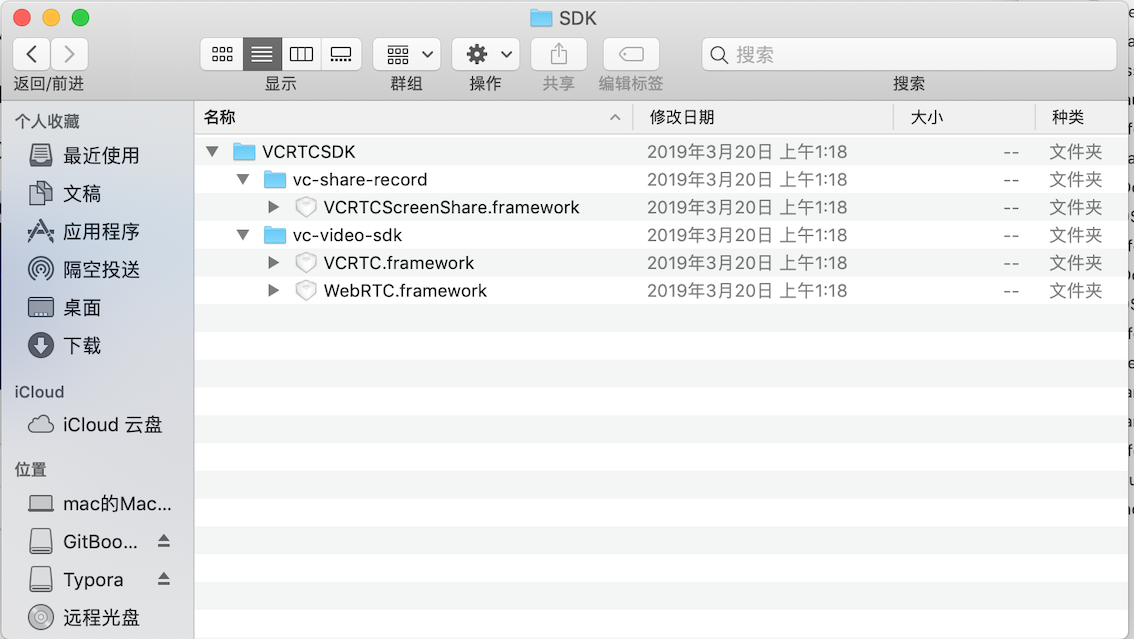 SDK
返回/前进
显示
群组
操作
共享
编辑标签
搜索
搜索
个人收藏
最近使用
文稿
应用程序
隔空投送
桌面
下载
iCloud
iCloud 云盘
位置
mac的Mac...
GitBoo...
Typora
远程光盘
名称 修改日期 大小 种类
VCRTCSDK 2019年3月20日 上午1:18 -- 文件夹
vc-share-record 2019年3月20日 上午1:18 -- 文件夹
VCRTCScreenShare.framework 2019年3月20日 上午1:18 -- 文件夹
vc-video-sdk 2019年3月20日 上午1:18 -- 文件夹
VCRTC.framework 2019年3月20日 上午1:18 -- 文件夹
WebRTC.framework 2019年3月20日 上午1:18 -- 文件夹